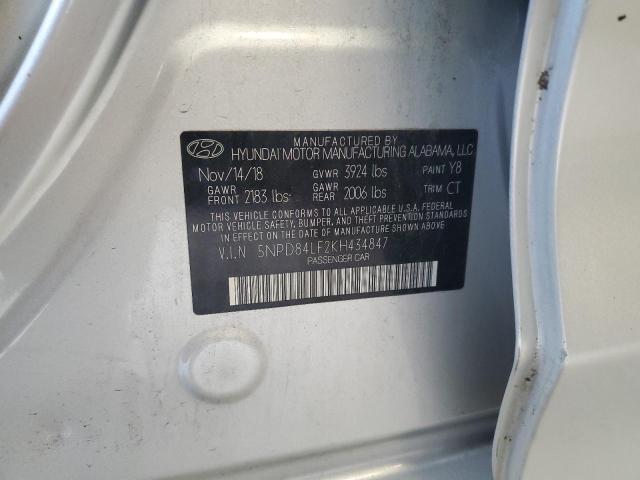 MANUFACTURED BY
HYUNDAI MOTOR MANUFACTURING ALABAMA, LLC
Nov/14/18 GVWR 3924 lbs PAINT Y8
GAWR FRONT 2183 lbs: GAWR REAR 2006 lbs TRIM CT
THIS VEHICLE CONFORMS TO ALL APPLICABLE U.S.A. FEDERAL
MOTOR VEHICLE SAFETY, BUMPER, AND THEFT PREVENTION STANDARDS
IN EFFECT ON THE DATE OF MANUFACTURE SHOWN ABOVE.
V.I.N 5NPD84LF2KH434847
PASSENGER CAR